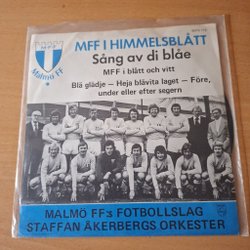 MFF
Malmö FF
MFF I HIMMELSBLÅTT
Sång av di blåe
MFF i blått och vitt
Blå glädje – Heja blåvita laget – Före,
under eller efter segern
MALMÖ FF:s FOTBOLLSLAG
STAFFAN ÅKERBERGS ORKESTER